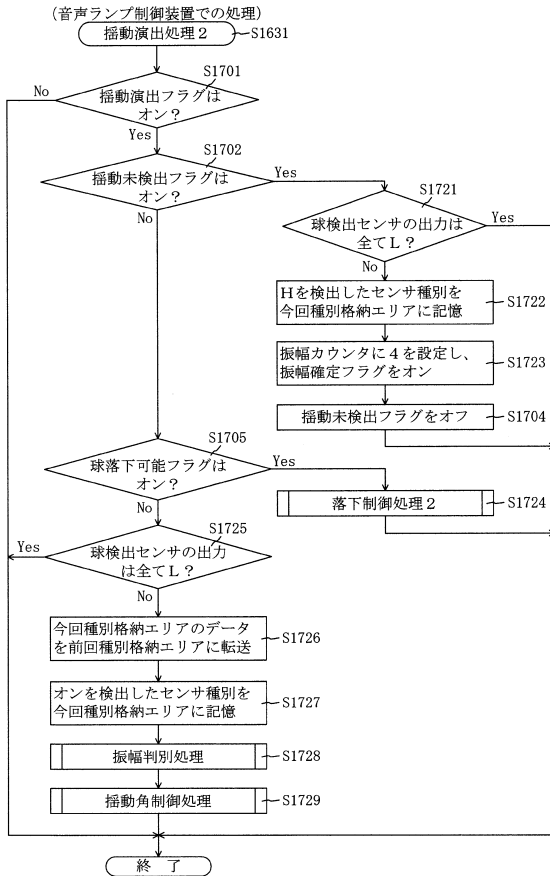 (音声ランプ制御装置での処理)
揺動演出処理2
S1631
S1701
No
揺動演出フラグは
オン?
Yes
S1702
揺動未検出フラグは
オン?
Yes
No
S1721
球検出センサの出力は
全てL?
Yes
No
Hを検出したセンサ種別を
今回種別格納エリアに記憶
S1722
振幅カウンタに4を設定し、
振幅確定フラグをオン
S1723
揺動未検出フラグをオフ
S1704
S1705
球落下可能フラグは
オン?
Yes
No
落下制御処理2
S1724
S1725
球検出センサの出力
は全てL?
Yes
No
今回種別格納エリアのデータ
を前回種別格納エリアに転送
S1726
オンを検出したセンサ種別を
今回種別格納エリアに記憶
S1727
振幅判別処理
S1728
揺動角制御処理
S1729
終 了